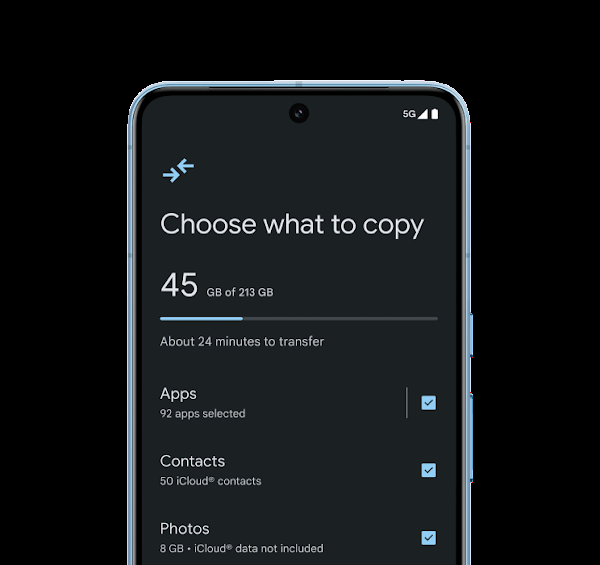 5G
Choose what to copy
45 GB of 213 GB
About 24 minutes to transfer
Apps
92 apps selected
Contacts
50 iCloud® contacts
Photos
8 GB • iCloud® data not included